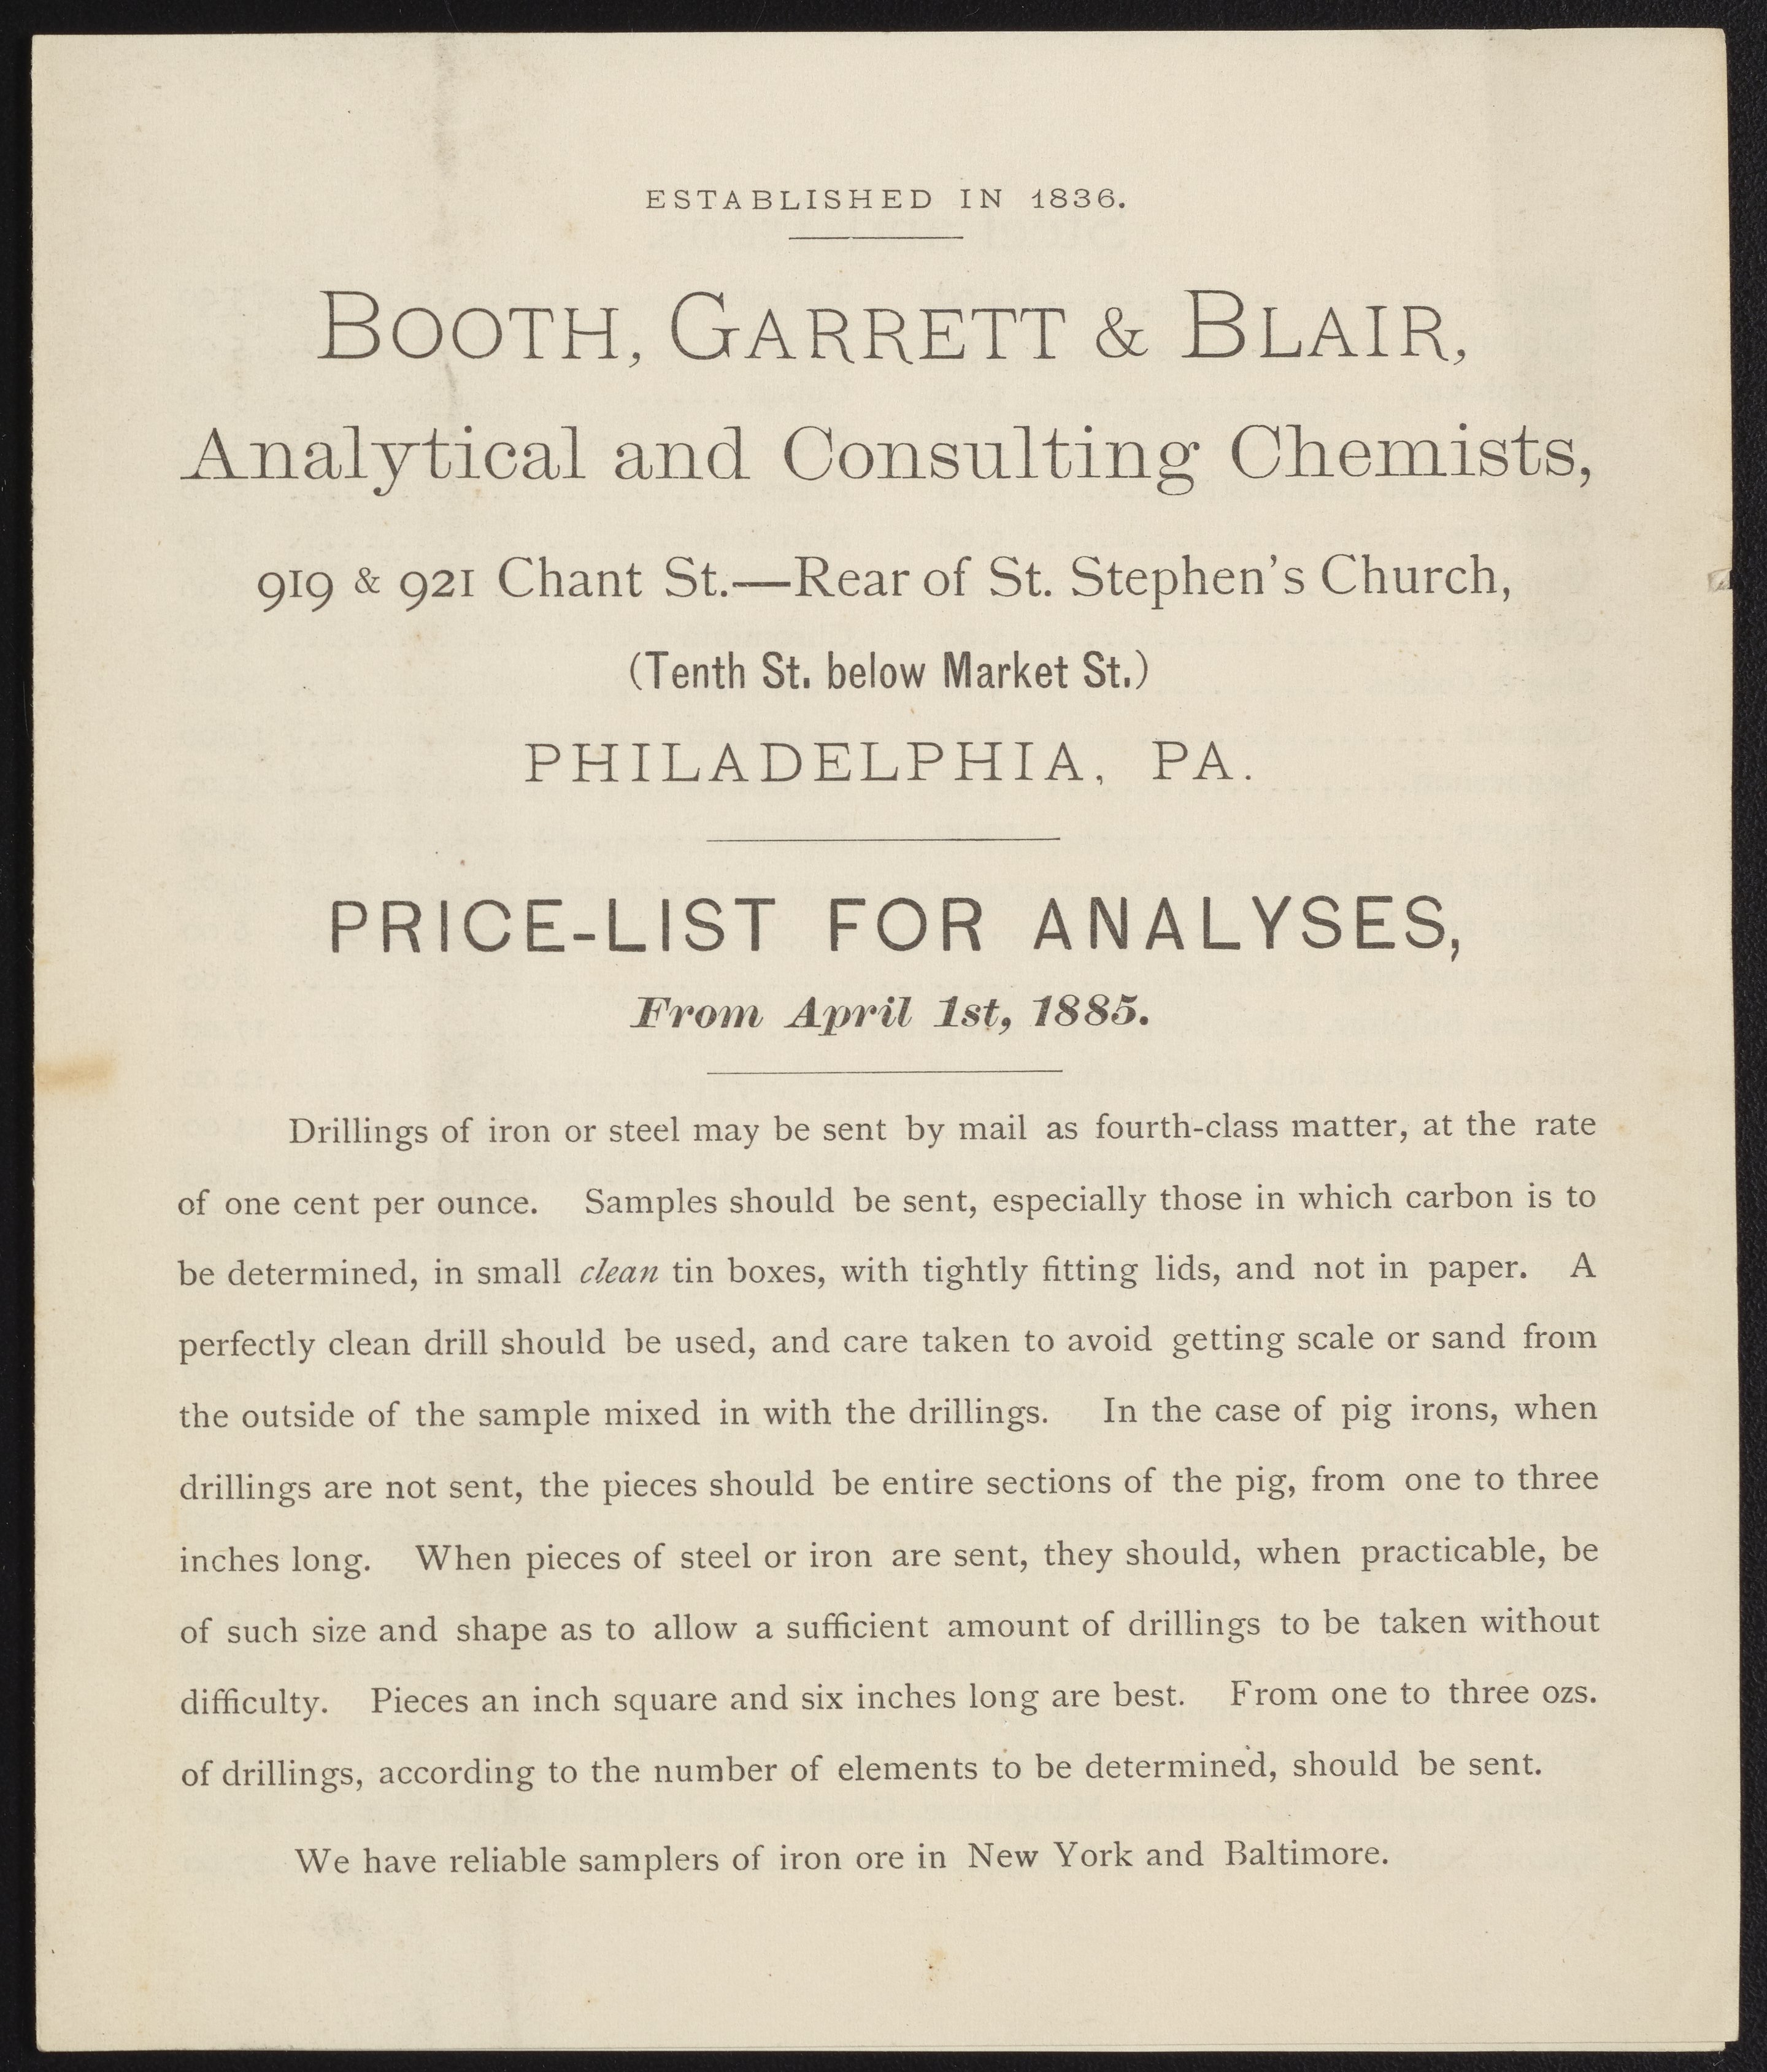 ESTABLISHED IN 1836.
BOOTH, GARRETT & BLAIR,
Analytical and Consulting Chemists,
919 & 921 Chant St.—Rear of St. Stephen's Church,
(Tenth St. below Market St.)
PHILADELPHIA, PA.
PRICE-LIST FOR ANALYSES,
From April 1st, 1885.
Drillings of iron or steel may be sent by mail as fourth-class matter, at the rate
of one cent per ounce. Samples should be sent, especially those in which carbon is to
be determined, in small clean tin boxes, with tightly fitting lids, and not in paper. A
perfectly clean drill should be used, and care taken to avoid getting scale or sand from
the outside of the sample mixed in with the drillings. In the case of pig irons, when
drillings are not sent, the pieces should be entire sections of the pig, from one to three
inches long. When pieces of steel or iron are sent, they should, when practicable, be
of such size and shape as to allow a sufficient amount of drillings to be taken without
difficulty. Pieces an inch square and six inches long are best. From one to three ozs.
of drillings, according to the number of elements to be determined, should be sent.
We have reliable samplers of iron ore in New York and Baltimore.